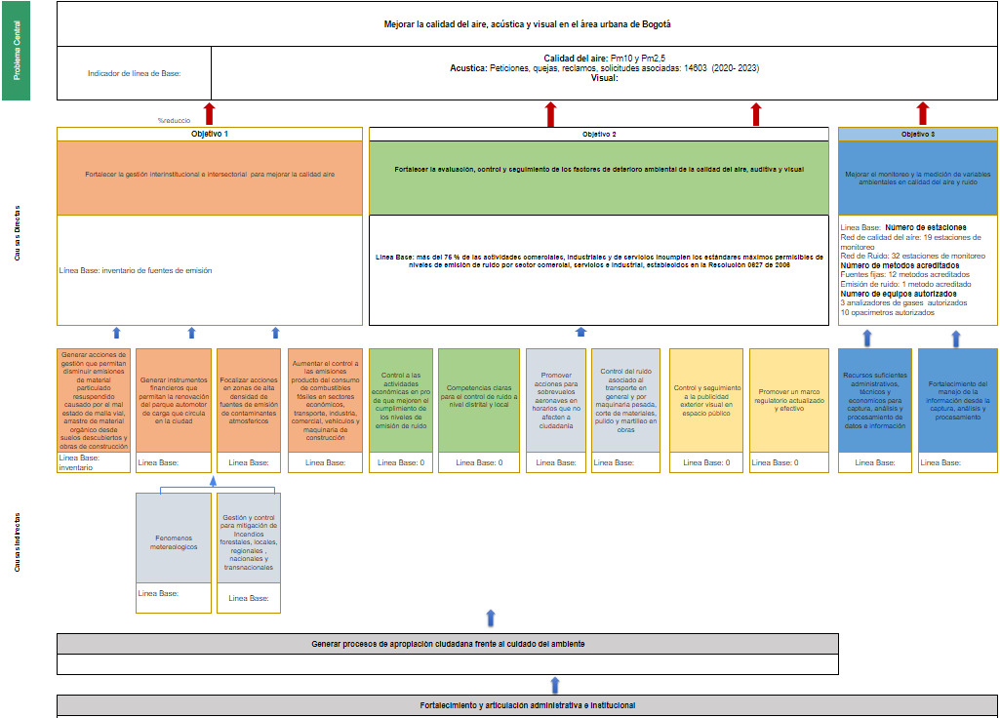 Problema Central
Mejorar la calidad del aire, acústica y visual en el área urbana de Bogotá
Indicador de línea de Base:
Calidad del aire: Pm10 y Pm2,5
Acustica: Peticiones, quejas, reclamos, solicitudes asociadas: 14603 (2020- 2023)
Visual:
%reduccio
Causas Directas
Objetivo 1
Fortalecer la gestión interinstitucional e intersectorial para mejorar la calidad aire
Línea Base: inventario de fuentes de emisión
Objetivo 2
Fortalecer la evaluación, control y seguimiento de los factores de deterioro ambiental de la calidad del aire, auditiva y visual
Línea Base: más del 75 % de las actividades comerciales, industriales y de servicios incumplen los estándares máximos permisibles de
niveles de emisión de ruido por sector comercial, servicios e industrial, establecidos en la Resolución 0627 de 2006
Objetivo 3
Mejorar el monitoreo y la medición de variables
ambientales en calidad del aire y ruido
Linea Base: Número de estaciones
Red de calidad del aire: 19 estaciones de
monitoreo
Red de Ruido: 32 estaciones de monitoreo
Número de metodos acreditados
Fuentes fijas: 12 metodos acreditados
Emisión de ruido: 1 metodo acreditado
Numero de equipos autorizados
3 analizadores de gases autorizados
10 opacimetros autorizados
Generar acciones de
gestión que permitan
disminuir emisiones
de material
particulado
resuspendido
causado por el mal
estado de malla vial,
arrastre de material
orgánico desde
suelos descubiertos y
obras de construcción
Linea Base:
inventario
Generar instrumentos
financieros que
permitan la renovación
del parque automotor
de carga que circula
en la ciudad
Linea Base:
Focalizar acciones
en zonas de alta
densidad de
fuentes de emisión
de contaminantes
atmosfericos
Linea Base:
Aumentar el control a
las emisiones
producto del consumo
de combustibles
fósiles en sectores
económicos,
transporte, industria,
comercial, vehículos y
maquinaria de
construcción
Linea Base:
Control a las
actividades
económicas en pro
de que mejoren el
cumplimiento de
los niveles de
emisión de ruido
Linea Base: 0
Competencias claras
para el control de ruido a
nivel distrital y local
Linea Base: 0
Promover
acciones para
sobrevuelos
aeronaves en
horarios que no
afecten a
ciudadanía
Linea Base: 0
Control del ruido
asociado al
transporte en
general y por
maquinaria pesada,
corte de materiales,
pulido y martilleo en
obras
Linea Base:
Control y seguimiento
a la publicidad
exterior visual en
espacio público
Linea Base: 0
Promover un marco
regulatorio actualizado
y efectivo
Linea Base: 0
Recursos suficientes
administrativos,
técnicos y
economicos para
captura, análisis y
procesamiento de
datos e información
Linea Base:
Fortalecimiento del
manejo de la
información desde la
captura, análisis y
procesamiento
Linea Base:
Causas Indirectas
Fenomenos
metereologicos
Linea Base:
Gestión y control
para mitigación de
Incendios
forestales, locales,
regionales ,
nacionales y
transnacionales
Linea Base:
Generar procesos de apropiación ciudadana frente al cuidado del ambiente
Fortalecimiento y articulación administrativa e institucional